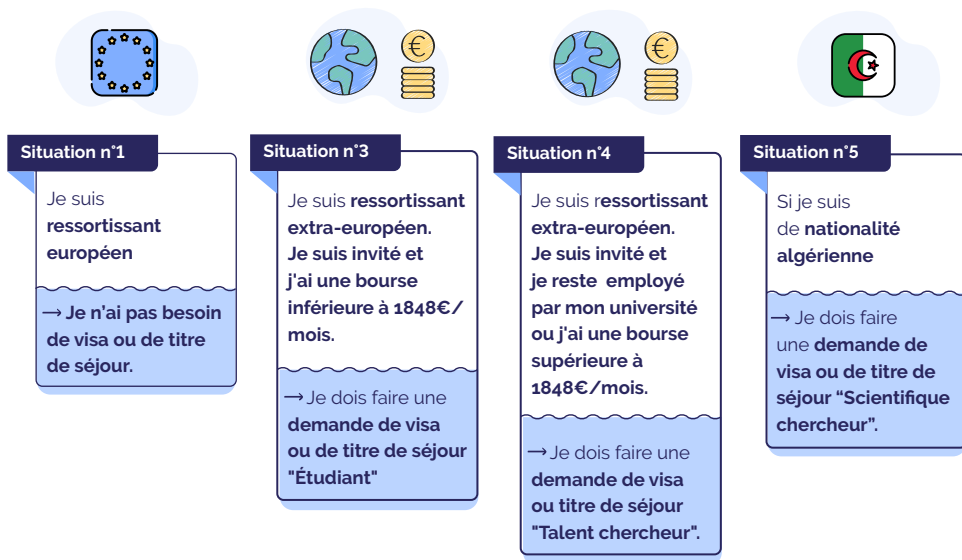 Situation n°1
Je suis
ressortissant
européen
→ Je n'ai pas besoin
de visa ou de titre
de séjour.
Situation n°3
Je suis ressortissant
extra-européen.
Je suis invité et
j'ai une bourse
inférieure à 1848€/
mois.
→ Je dois faire une
demande de visa
ou de titre de séjour
"Étudiant"
Situation n°4
Je suis ressortissant
extra-européen.
Je suis invité et
je reste employé
par mon université
ou j'ai une bourse
supérieure à
1848€/mois.
→ Je dois faire une
demande de visa
ou titre de séjour
"Talent chercheur".
Situation n°5
Si je suis
de nationalité
algérienne
→ Je dois faire
une demande de
visa ou de titre de
séjour “Scientifique
chercheur”.